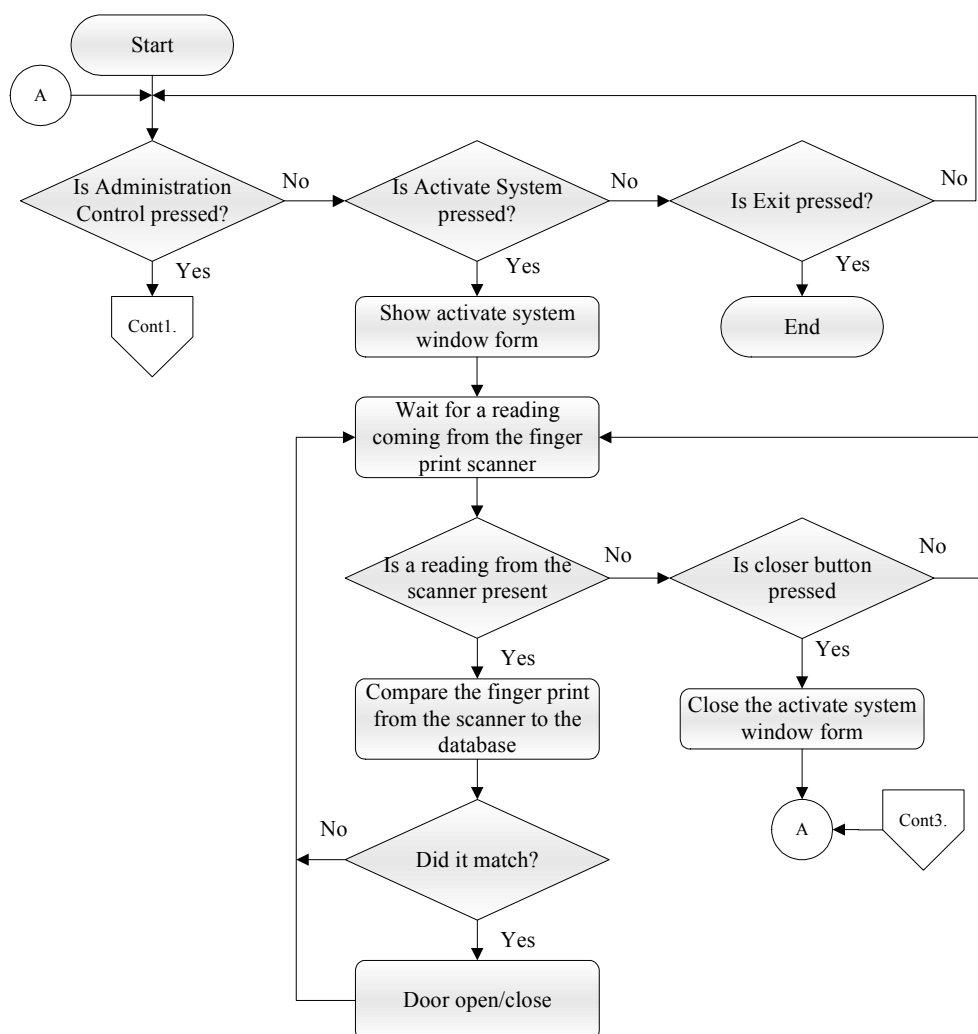 Start
A
Is Administration
Control pressed?
No
Is Activate System
pressed?
No
Is Exit pressed?
No
Yes
Yes
Yes
Cont1.
Show activate system
window form
End
Wait for a reading
coming from the finger
print scanner
Is a reading from the
scanner present
No
Is closer button
pressed
No
Yes
Yes
Compare the finger print
from the scanner to the
database
Close the activate system
window form
No
Did it match?
A
Cont3.
Yes
Door open/close